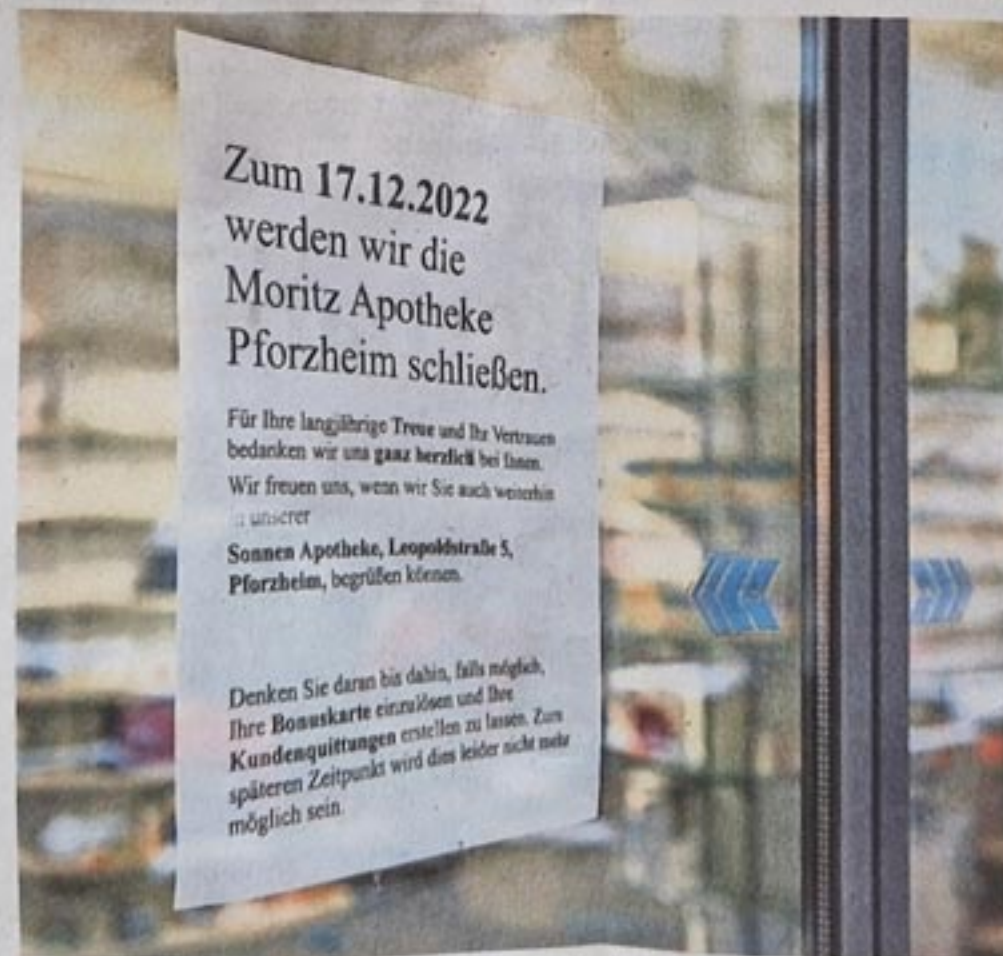 Zum 17.12.2022
werden wir die
Moritz Apotheke
Pforzheim schließen.
Für Ihre langjährige Treue und Ihr Vertrauen
bedanken wir uns ganz herzlich bei Ihnen.
Wir freuen uns, wenn wir Sie auch weiterhin
in unserer
Sonnen Apotheke, Leopoldstraße 5,
Pforzheim, begrüßen können.
Denken Sie daran bis dahin, falls möglich,
Ihre Bonuskarte einzulösen und Ihre
Kundenquittungen erstellen zu lassen. Zum
späteren Zeitpunkt wird dies leider nicht mehr
möglich sein.